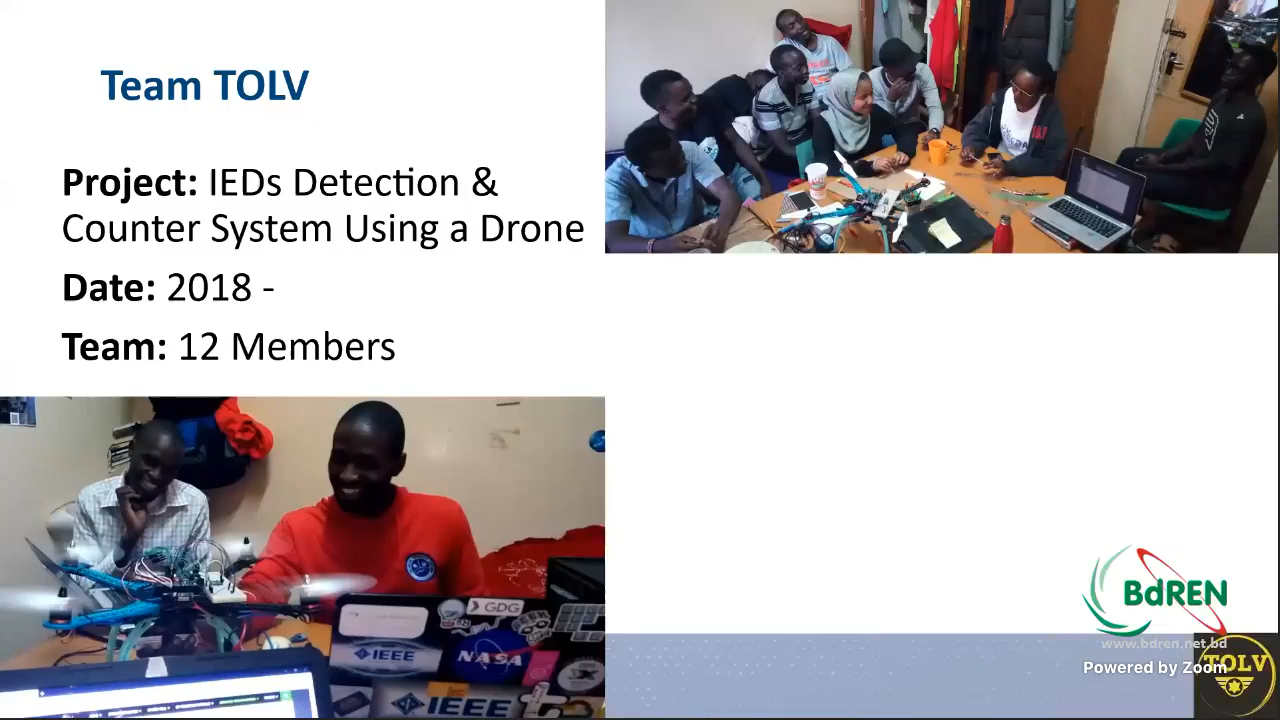 Team TOLV
Project: IEDs Detection &
Counter System Using a Drone
Date: 2018 -
Team: 12 Members
GDG
IEEE
NASA
IEEE
BdREN
www.bdren.net.bd
Powered by Zoom
TOLV